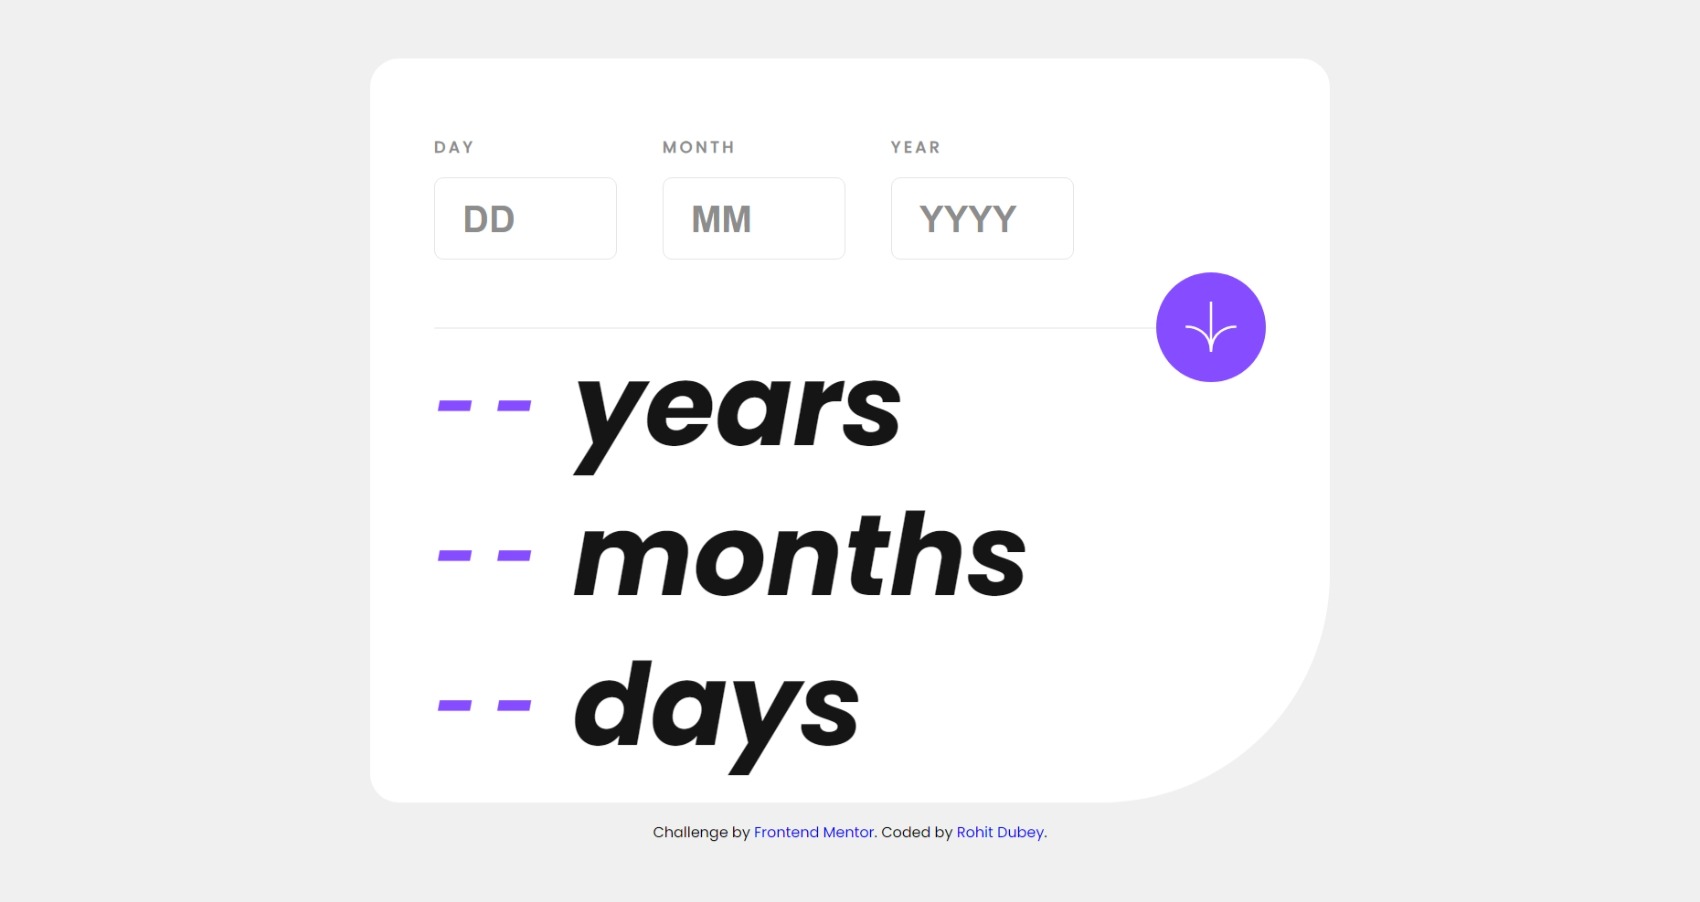 DAY MONTH YEAR
DD MM YYYY
-- years
-- months
-- days
Challenge by Frontend Mentor. Coded by Rohit Dubey.